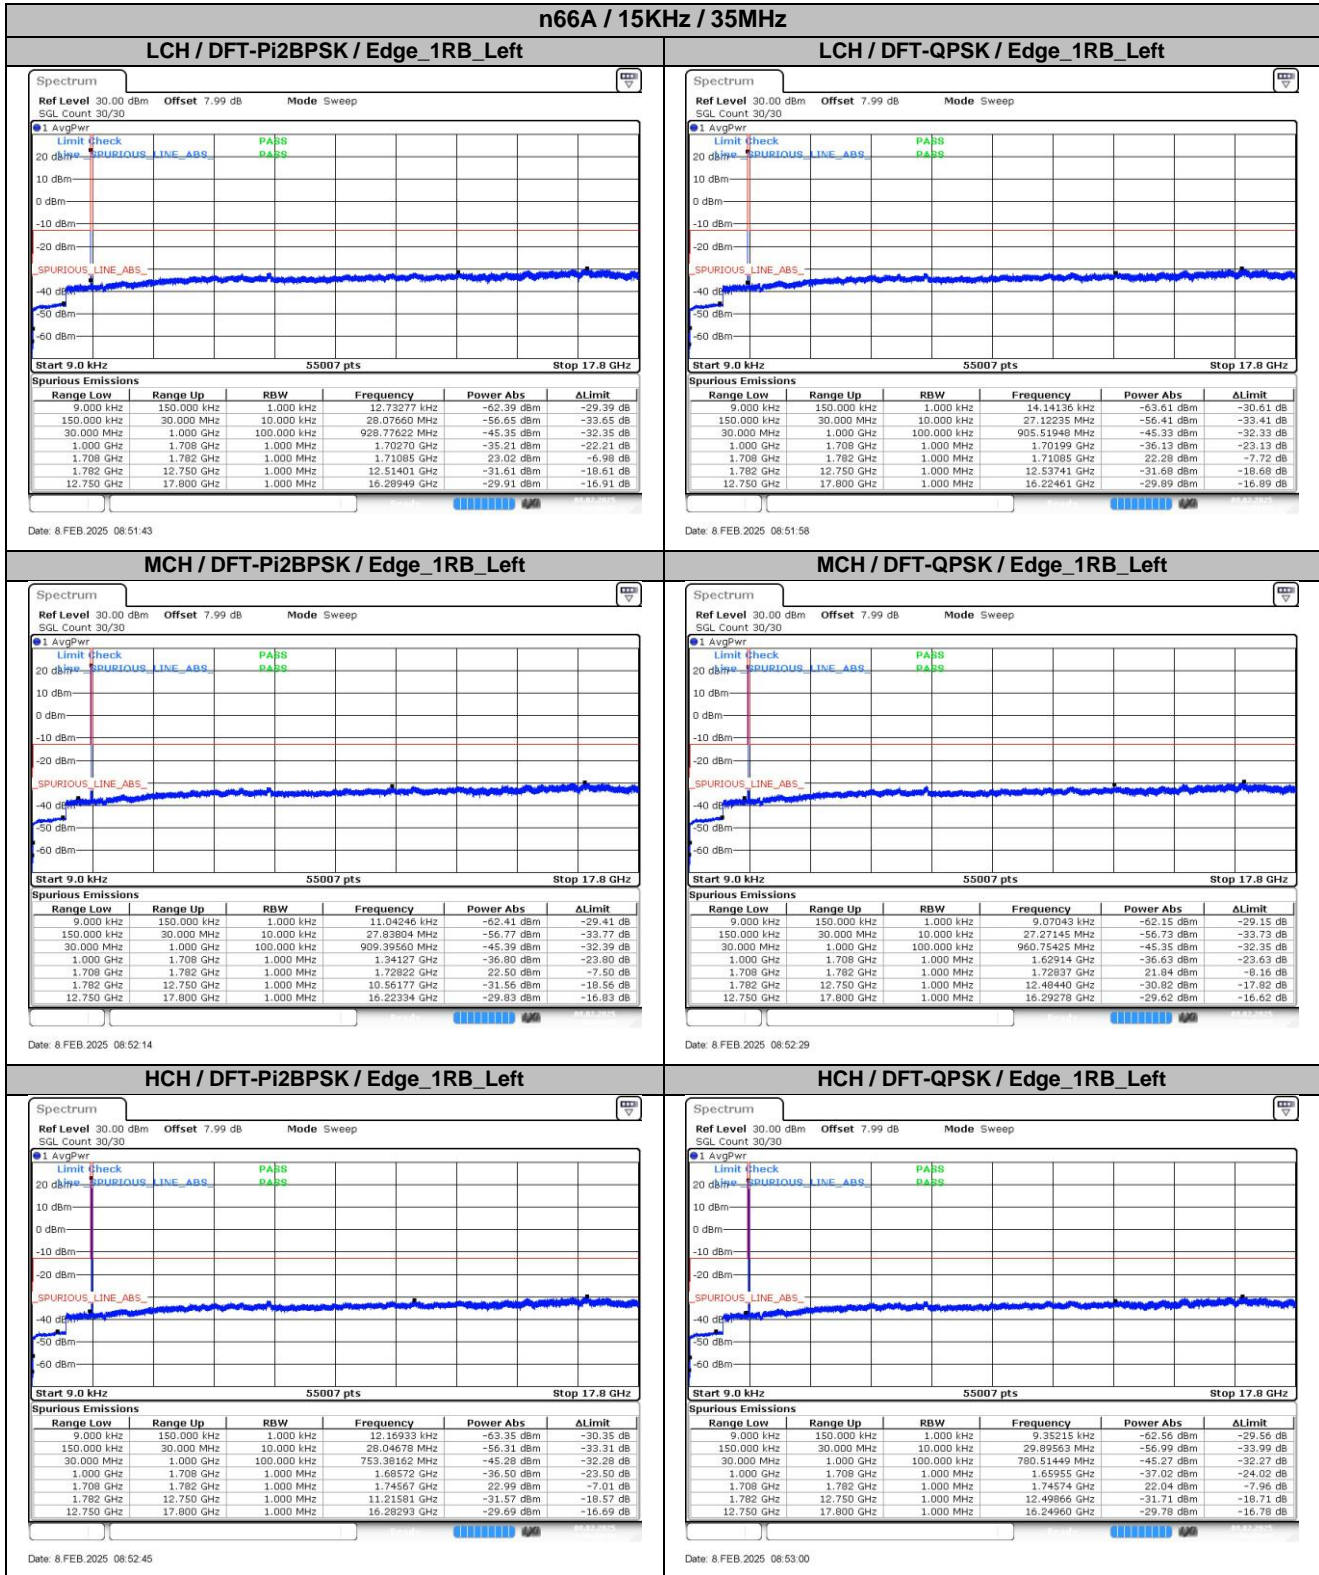 n66A / 15KHz / 35MHz
LCH / DFT-Pi2BPSK / Edge_1RB_Left
Spectrum
Ref Level 30.00 dBm Offset 7.99 dB Mode Sweep
SGL Count 30/30
1 AvgPwr
Limit Check PASS
20 dBm Line _SPURIOUS_LINE_ABS_ PASS
10 dBm
0 dBm
-10 dBm
-20 dBm
_SPURIOUS_LINE_ABS_
-40 dBm
-50 dBm
-60 dBm
Start 9.0 kHz 55007 pts Stop 17.8 GHz
Spurious Emissions
Range Low Range Up RBW Frequency Power Abs ΔLimit
9.000 kHz 150.000 kHz 1.000 kHz 12.73277 kHz -62.39 dBm -29.39 dB
150.000 kHz 30.000 MHz 10.000 kHz 28.07660 MHz -56.65 dBm -33.65 dB
30.000 MHz 1.000 GHz 100.000 kHz 928.77622 MHz -45.35 dBm -32.35 dB
1.000 GHz 1.708 GHz 1.000 MHz 1.70270 GHz -35.21 dBm -22.21 dB
1.708 GHz 1.782 GHz 1.000 MHz 1.71085 GHz 23.02 dBm -6.98 dB
1.782 GHz 12.750 GHz 1.000 MHz 12.51401 GHz -31.61 dBm -18.61 dB
12.750 GHz 17.800 GHz 1.000 MHz 16.28949 GHz -29.91 dBm -16.91 dB
Date: 8.FEB.2025 08:51:43
LCH / DFT-QPSK / Edge_1RB_Left
Spectrum
Ref Level 30.00 dBm Offset 7.99 dB Mode Sweep
SGL Count 30/30
1 AvgPwr
Limit Check PASS
20 dBm Line _SPURIOUS_LINE_ABS_ PASS
10 dBm
0 dBm
-10 dBm
-20 dBm
_SPURIOUS_LINE_ABS_
-40 dBm
-50 dBm
-60 dBm
Start 9.0 kHz 55007 pts Stop 17.8 GHz
Spurious Emissions
Range Low Range Up RBW Frequency Power Abs ΔLimit
9.000 kHz 150.000 kHz 1.000 kHz 14.14136 kHz -63.61 dBm -30.61 dB
150.000 kHz 30.000 MHz 10.000 kHz 27.12235 MHz -56.41 dBm -33.41 dB
30.000 MHz 1.000 GHz 100.000 kHz 905.51948 MHz -45.33 dBm -32.33 dB
1.000 GHz 1.708 GHz 1.000 MHz 1.70199 GHz -36.13 dBm -23.13 dB
1.708 GHz 1.782 GHz 1.000 MHz 1.71085 GHz 22.28 dBm -7.72 dB
1.782 GHz 12.750 GHz 1.000 MHz 12.53741 GHz -31.68 dBm -18.68 dB
12.750 GHz 17.800 GHz 1.000 MHz 16.22461 GHz -29.89 dBm -16.89 dB
Date: 8.FEB.2025 08:51:58
MCH / DFT-Pi2BPSK / Edge_1RB_Left
Spectrum
Ref Level 30.00 dBm Offset 7.99 dB Mode Sweep
SGL Count 30/30
1 AvgPwr
Limit Check PASS
20 dBm Line _SPURIOUS_LINE_ABS_ PASS
10 dBm
0 dBm
-10 dBm
-20 dBm
_SPURIOUS_LINE_ABS_
-40 dBm
-50 dBm
-60 dBm
Start 9.0 kHz 55007 pts Stop 17.8 GHz
Spurious Emissions
Range Low Range Up RBW Frequency Power Abs ΔLimit
9.000 kHz 150.000 kHz 1.000 kHz 11.04246 kHz -62.41 dBm -29.41 dB
150.000 kHz 30.000 MHz 10.000 kHz 27.83804 MHz -56.77 dBm -33.77 dB
30.000 MHz 1.000 GHz 100.000 kHz 909.39560 MHz -45.39 dBm -32.39 dB
1.000 GHz 1.708 GHz 1.000 MHz 1.34127 GHz -36.80 dBm -23.80 dB
1.708 GHz 1.782 GHz 1.000 MHz 1.72822 GHz 22.50 dBm -7.50 dB
1.782 GHz 12.750 GHz 1.000 MHz 10.56177 GHz -31.56 dBm -18.56 dB
12.750 GHz 17.800 GHz 1.000 MHz 16.22334 GHz -29.83 dBm -16.83 dB
Date: 8.FEB.2025 08:52:14
MCH / DFT-QPSK / Edge_1RB_Left
Spectrum
Ref Level 30.00 dBm Offset 7.99 dB Mode Sweep
SGL Count 30/30
1 AvgPwr
Limit Check PASS
20 dBm Line _SPURIOUS_LINE_ABS_ PASS
10 dBm
0 dBm
-10 dBm
-20 dBm
_SPURIOUS_LINE_ABS_
-40 dBm
-50 dBm
-60 dBm
Start 9.0 kHz 55007 pts Stop 17.8 GHz
Spurious Emissions
Range Low Range Up RBW Frequency Power Abs ΔLimit
9.000 kHz 150.000 kHz 1.000 kHz 9.07043 kHz -62.15 dBm -29.15 dB
150.000 kHz 30.000 MHz 10.000 kHz 27.27145 MHz -56.73 dBm -33.73 dB
30.000 MHz 1.000 GHz 100.000 kHz 960.75425 MHz -45.35 dBm -32.35 dB
1.000 GHz 1.708 GHz 1.000 MHz 1.62914 GHz -36.63 dBm -23.63 dB
1.708 GHz 1.782 GHz 1.000 MHz 1.72837 GHz 21.84 dBm -8.16 dB
1.782 GHz 12.750 GHz 1.000 MHz 12.48440 GHz -30.82 dBm -17.82 dB
12.750 GHz 17.800 GHz 1.000 MHz 16.29278 GHz -29.62 dBm -16.62 dB
Date: 8.FEB.2025 08:52:29
HCH / DFT-Pi2BPSK / Edge_1RB_Left
Spectrum
Ref Level 30.00 dBm Offset 7.99 dB Mode Sweep
SGL Count 30/30
1 AvgPwr
Limit Check PASS
20 dBm Line _SPURIOUS_LINE_ABS_ PASS
10 dBm
0 dBm
-10 dBm
-20 dBm
_SPURIOUS_LINE_ABS_
-40 dBm
-50 dBm
-60 dBm
Start 9.0 kHz 55007 pts Stop 17.8 GHz
Spurious Emissions
Range Low Range Up RBW Frequency Power Abs ΔLimit
9.000 kHz 150.000 kHz 1.000 kHz 12.16933 kHz -63.35 dBm -30.35 dB
150.000 kHz 30.000 MHz 10.000 kHz 28.04678 MHz -56.31 dBm -33.31 dB
30.000 MHz 1.000 GHz 100.000 kHz 753.38162 MHz -45.28 dBm -32.28 dB
1.000 GHz 1.708 GHz 1.000 MHz 1.68572 GHz -36.50 dBm -23.50 dB
1.708 GHz 1.782 GHz 1.000 MHz 1.74567 GHz 22.99 dBm -7.01 dB
1.782 GHz 12.750 GHz 1.000 MHz 11.21581 GHz -31.57 dBm -18.57 dB
12.750 GHz 17.800 GHz 1.000 MHz 16.28293 GHz -29.69 dBm -16.69 dB
Date: 8.FEB.2025 08:52:45
HCH / DFT-QPSK / Edge_1RB_Left
Spectrum
Ref Level 30.00 dBm Offset 7.99 dB Mode Sweep
SGL Count 30/30
1 AvgPwr
Limit Check PASS
20 dBm Line _SPURIOUS_LINE_ABS_ PASS
10 dBm
0 dBm
-10 dBm
-20 dBm
_SPURIOUS_LINE_ABS_
-40 dBm
-50 dBm
-60 dBm
Start 9.0 kHz 55007 pts Stop 17.8 GHz
Spurious Emissions
Range Low Range Up RBW Frequency Power Abs ΔLimit
9.000 kHz 150.000 kHz 1.000 kHz 9.35215 kHz -62.56 dBm -29.56 dB
150.000 kHz 30.000 MHz 10.000 kHz 29.89563 MHz -56.99 dBm -33.99 dB
30.000 MHz 1.000 GHz 100.000 kHz 780.51449 MHz -45.27 dBm -32.27 dB
1.000 GHz 1.708 GHz 1.000 MHz 1.65955 GHz -37.02 dBm -24.02 dB
1.708 GHz 1.782 GHz 1.000 MHz 1.74574 GHz 22.04 dBm -7.96 dB
1.782 GHz 12.750 GHz 1.000 MHz 12.49866 GHz -31.71 dBm -18.71 dB
12.750 GHz 17.800 GHz 1.000 MHz 16.24960 GHz -29.78 dBm -16.78 dB
Date: 8.FEB.2025 08:53:00